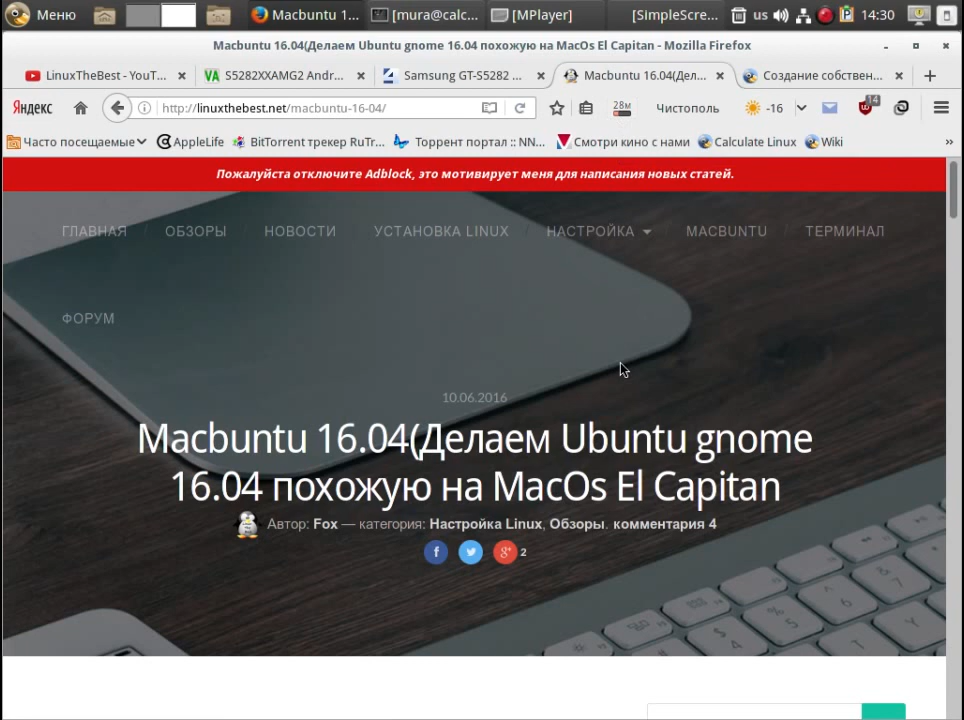 Меню Macbuntu 1... [mura@calc... [MPlayer] [SimpleScre... us 14:30
Macbuntu 16.04(Делаем Ubuntu gnome 16.04 похожую на MacOs El Capitan - Mozilla Firefox
LinuxTheBest - YouT... S5282XXAMG2 Andr... Samsung GT-S5282 ... Macbuntu 16.04(Дел... Создание собствен...
Яндекс http://linuxthebest.net/macbuntu-16-04/ 28м Чистополь -16 14
Часто посещаемые AppleLife BitTorrent трекер RuTr... Торрент портал :: NN... Смотри кино с нами Calculate Linux Wiki »
Пожалуйста отключите Adblock, это мотивирует меня для написания новых статей.
ГЛАВНАЯ / ОБЗОРЫ / НОВОСТИ / УСТАНОВКА LINUX / НАСТРОЙКА / MACBUNTU / ТЕРМИНАЛ
ФОРУМ
10.06.2016
Macbuntu 16.04(Делаем Ubuntu gnome
16.04 похожую на MacOs El Capitan
Автор: Fox — категория: Настройка Linux, Обзоры. комментария 4
f g+ 2